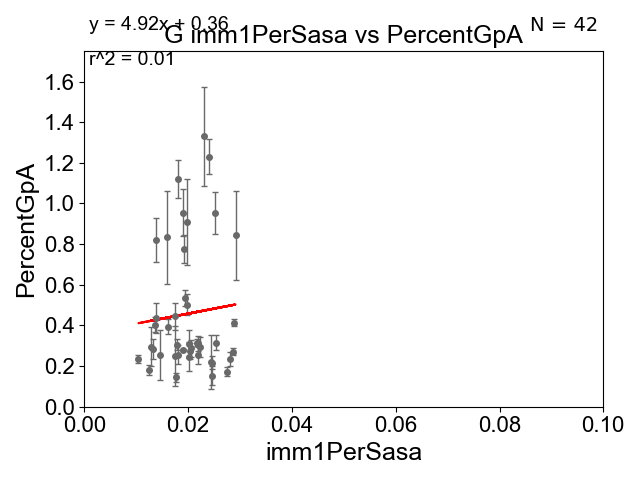 y = 4.92x + 0.36
N = 42
G imm1PerSasa vs PercentGpA
r^2 = 0.01
PercentGpA
1.6
1.4
1.2
1.0
0.8
0.6
0.4
0.2
0.0
0.00 0.02 0.04 0.06 0.08 0.10
imm1PerSasa